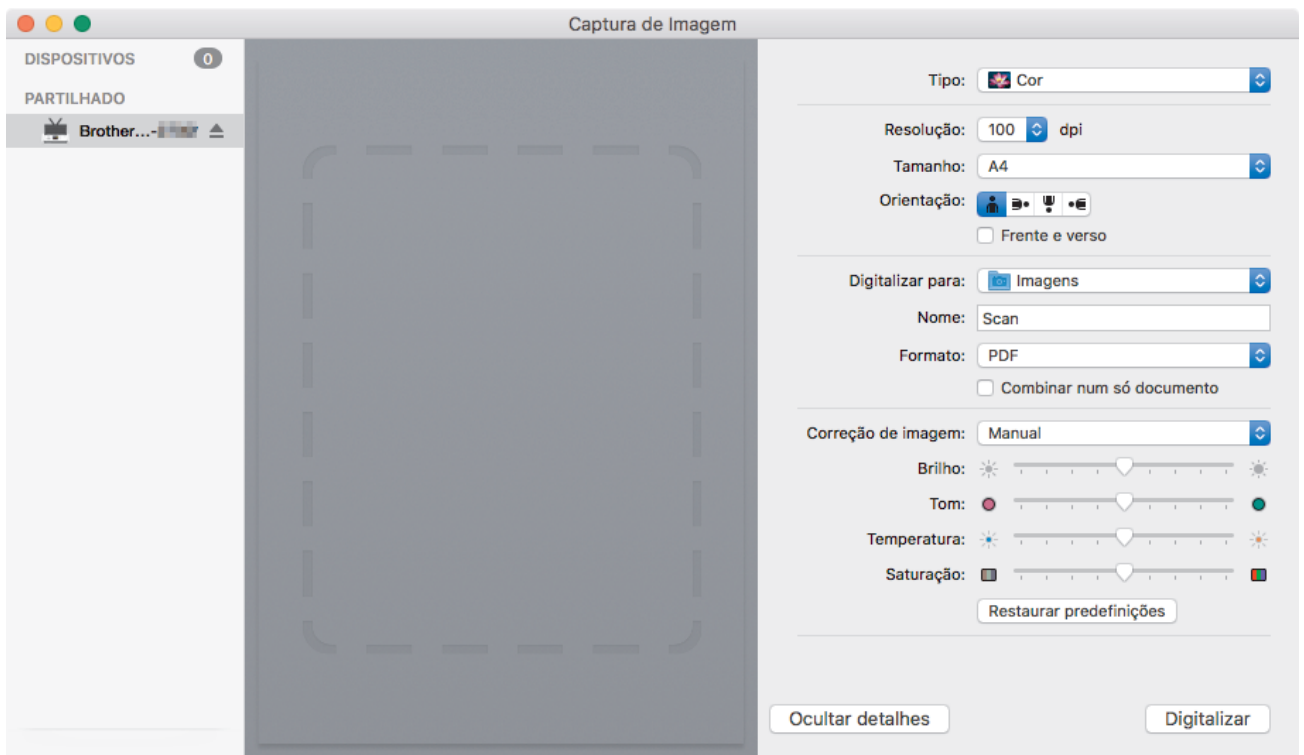 Captura de Imagem
DISPOSITIVOS 0
PARTILHADO
Brother...-
Tipo: Cor
Resolução: 100 dpi
Tamanho: A4
Orientação:
Frente e verso
Digitalizar para: Imagens
Nome: Scan
Formato: PDF
Combinar num só documento
Correção de imagem: Manual
Brilho:
Tom:
Temperatura:
Saturação:
Restaurar predefinições
Ocultar detalhes Digitalizar